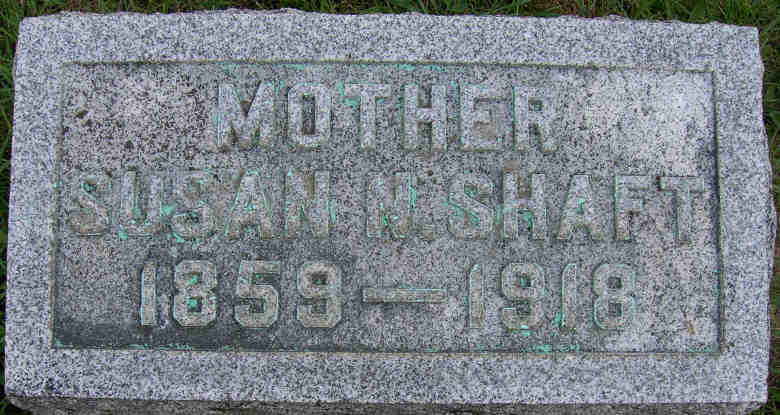 MOTHER
SUSAN N. SHAFT
1859 — 1918